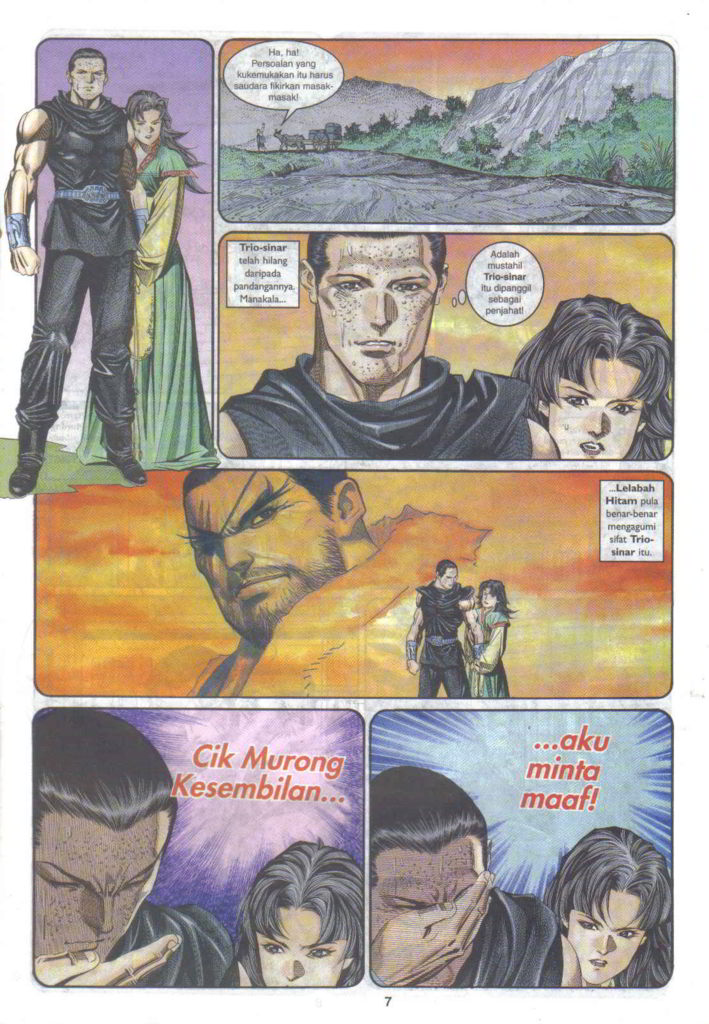 Ha, ha!
Persoalan yang
kukemukakan itu harus
saudara fikirkan masak-
masak!
Trio-sinar
telah hilang
daripada
pandangannya.
Manakala...
Adalah
mustahil
Trio-sinar
itu dipanggil
sebagai
penjahat!
...Lelabah
Hitam pula
benar-benar
mengagumi
sifat Trio-
sinar itu.
Cik Murong
Kesembilan...
...aku
minta
maaf!
7